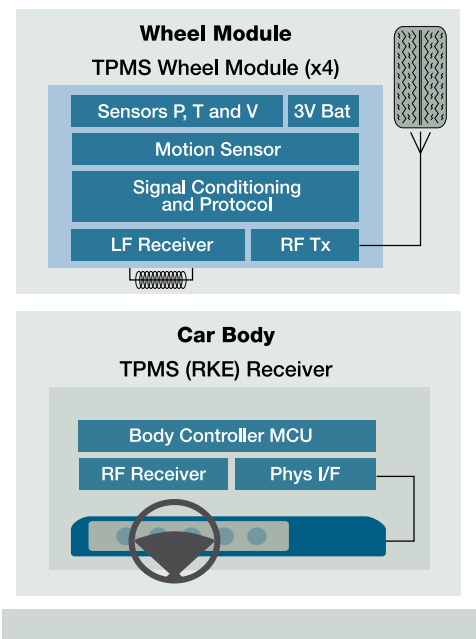 Wheel Module
TPMS Wheel Module (x4)
Sensors P, T and V
3V Bat
Motion Sensor
Signal Conditioning
and Protocol
LF Receiver
RF Tx
Car Body
TPMS (RKE) Receiver
Body Controller MCU
RF Receiver
Phys I/F